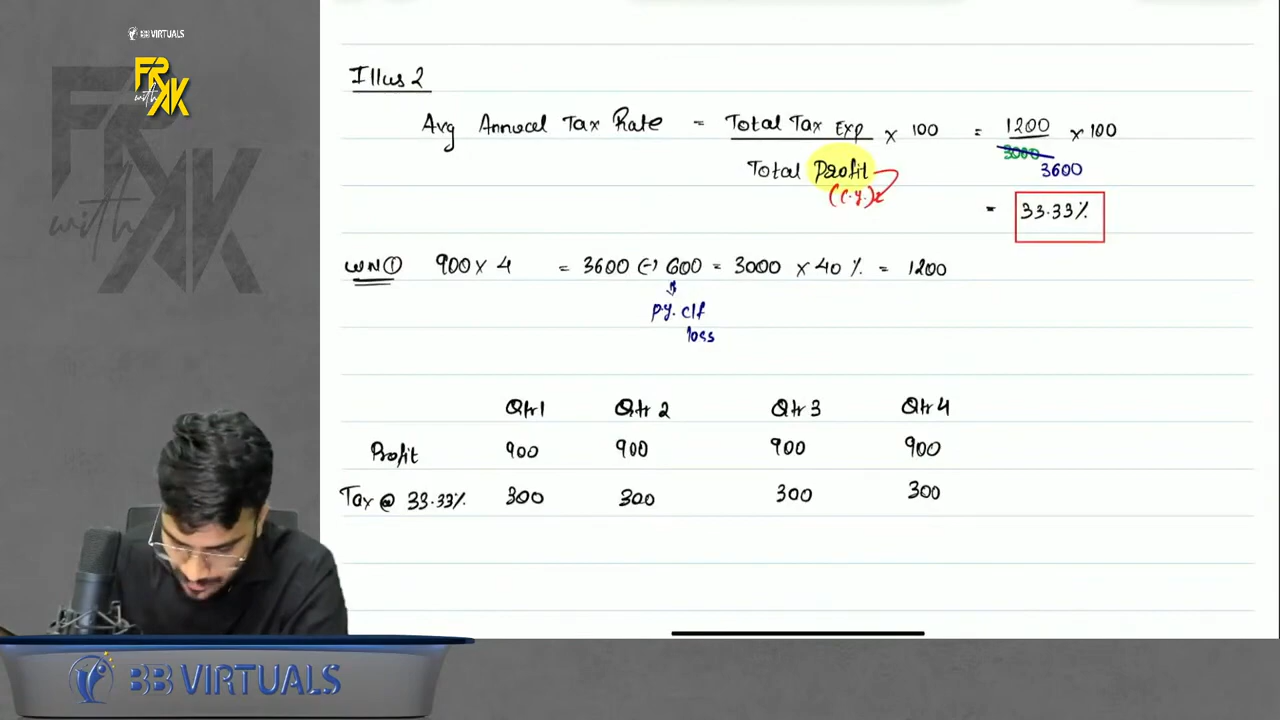 BB VIRTUALS
FR
with AK
Illus 2
Avg Annual Tax Rate = Total Tax Exp / Total Profit × 100 = 1200 / 3000 3600 × 100
(C.Y.)
= 33.33%
WN① 900 × 4 = 3600 (-) 600 = 3000 × 40% = 1200
P.Y. c/f
loss
Qtr 1 Qtr 2 Qtr 3 Qtr 4
Profit 900 900 900 900
Tax @ 33.33% 300 300 300 300
BB VIRTUALS